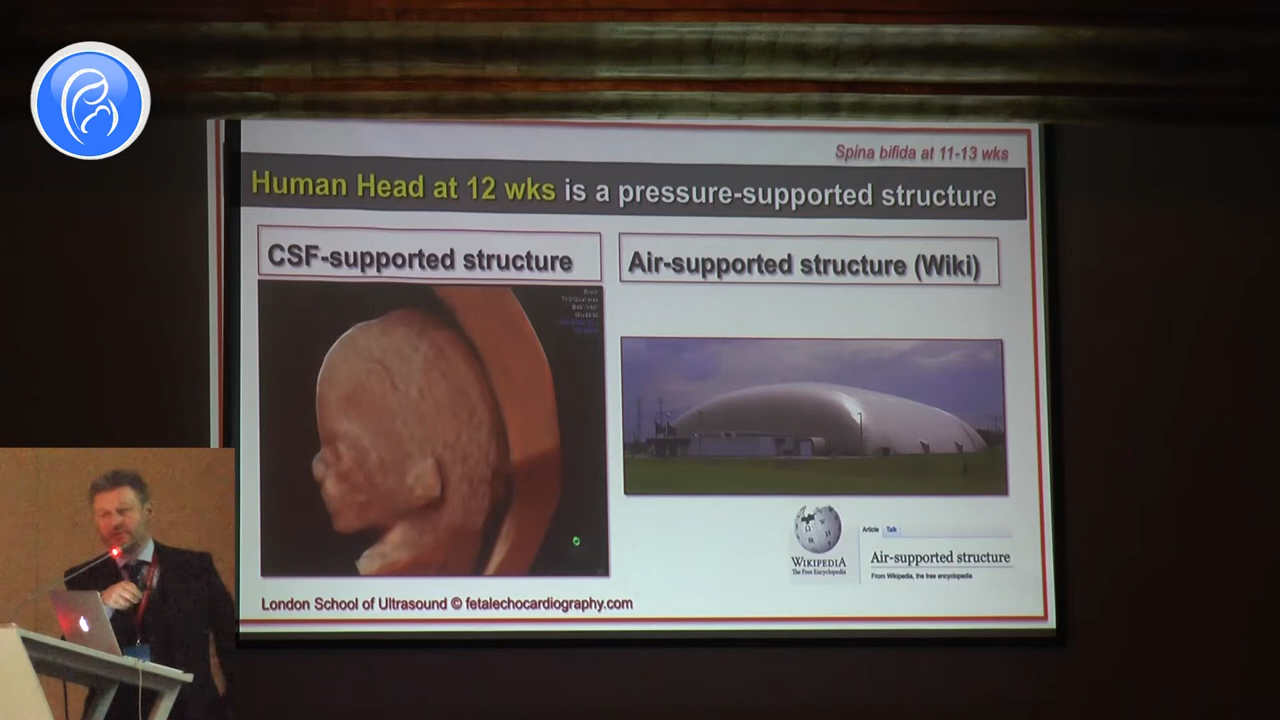 Spina bifida at 11-13 wks
Human Head at 12 wks is a pressure-supported structure
CSF-supported structure
Air-supported structure (Wiki)
WIKIPEDIA
The Free Encyclopedia
Article Talk
Air-supported structure
From Wikipedia, the free encyclopedia
London School of Ultrasound © fetalechocardiography.com